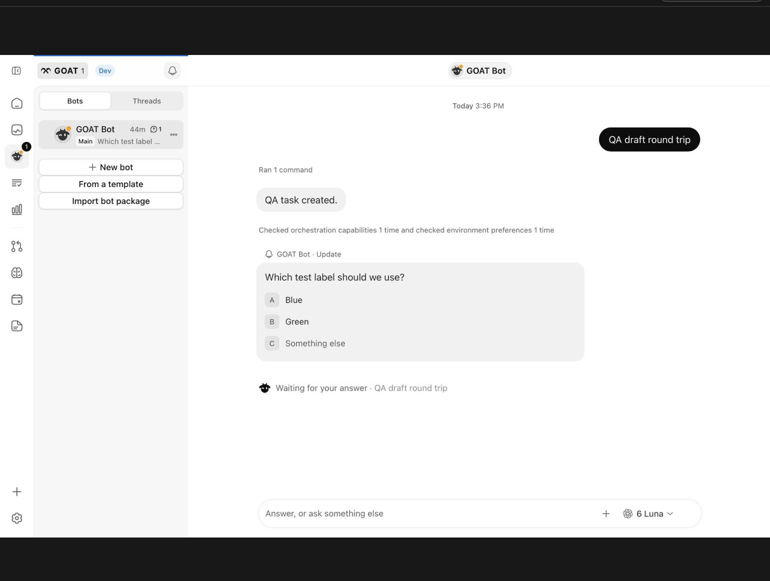 GOAT 1
Dev
GOAT Bot
Bots
Threads
Today 3:36 PM
GOAT Bot 44m 1
Main Which test label ...
1
QA draft round trip
+ New bot
From a template
Import bot package
Ran 1 command
QA task created.
Checked orchestration capabilities 1 time and checked environment preferences 1 time
GOAT Bot · Update
Which test label should we use?
A Blue
B Green
C Something else
Waiting for your answer · QA draft round trip
Answer, or ask something else
6 Luna